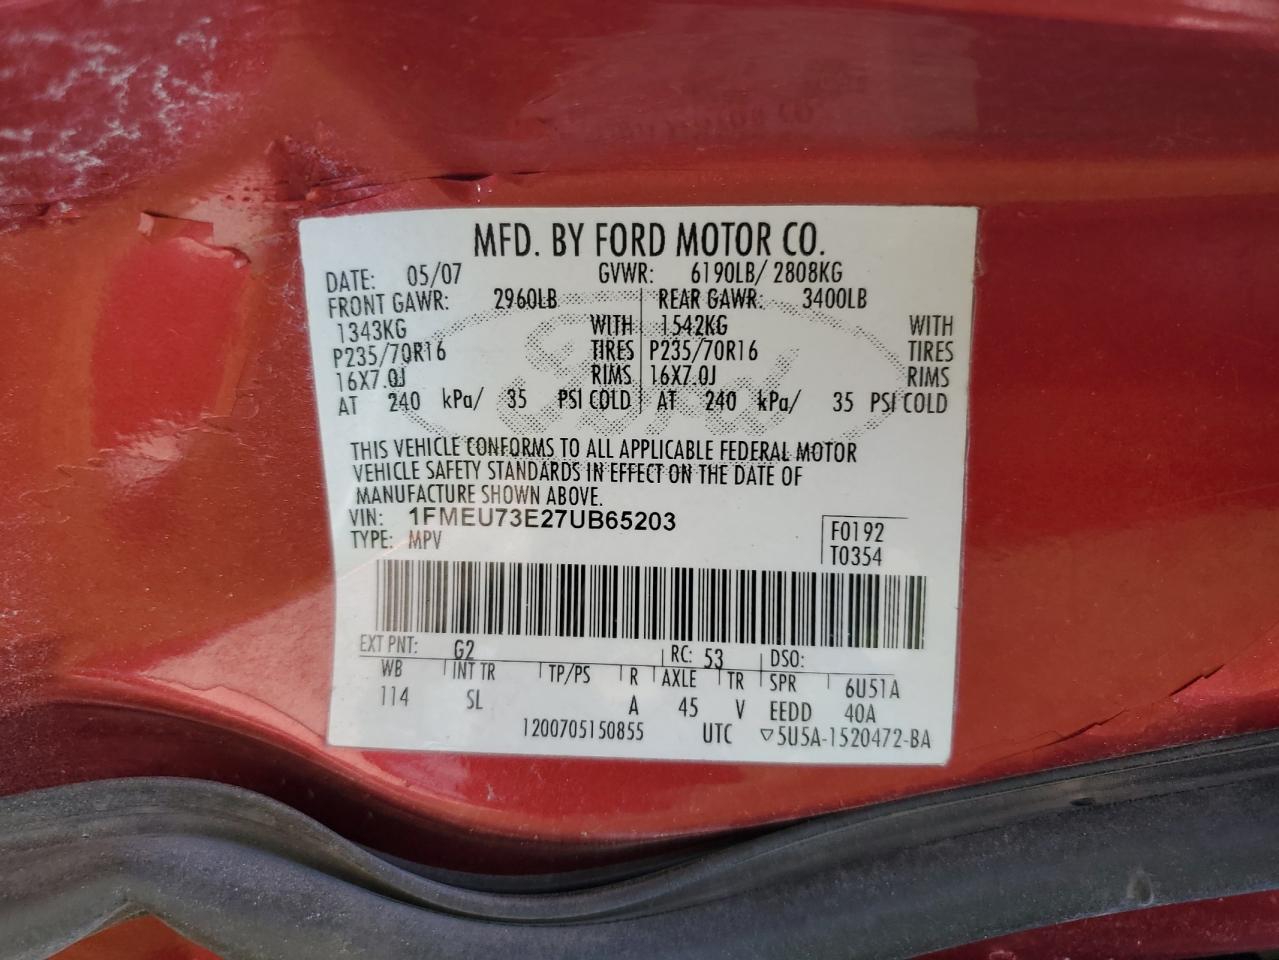 MFD. BY FORD MOTOR CO.
DATE: 05/07 GVWR: 6190LB/ 2808KG
FRONT GAWR: 2960LB REAR GAWR: 3400LB
1343KG WITH 1542KG WITH
P235/70R16 TIRES P235/70R16 TIRES
16X7.0J RIMS 16X7.0J RIMS
AT 240 kPa/ 35 PSI COLD AT 240 kPa/ 35 PSI COLD
Ford
THIS VEHICLE CONFORMS TO ALL APPLICABLE FEDERAL MOTOR
VEHICLE SAFETY STANDARDS IN EFFECT ON THE DATE OF
MANUFACTURE SHOWN ABOVE.
VIN: 1FMEU73E27UB65203 F0192
TYPE: MPV T0354
EXT PNT: G2 RC: 53 DSO:
WB INT TR TP/PS R AXLE TR SPR 6U51A
114 SL A 45 V EEDD 40A
1200705150855 UTC ▽5U5A-1520472-BA